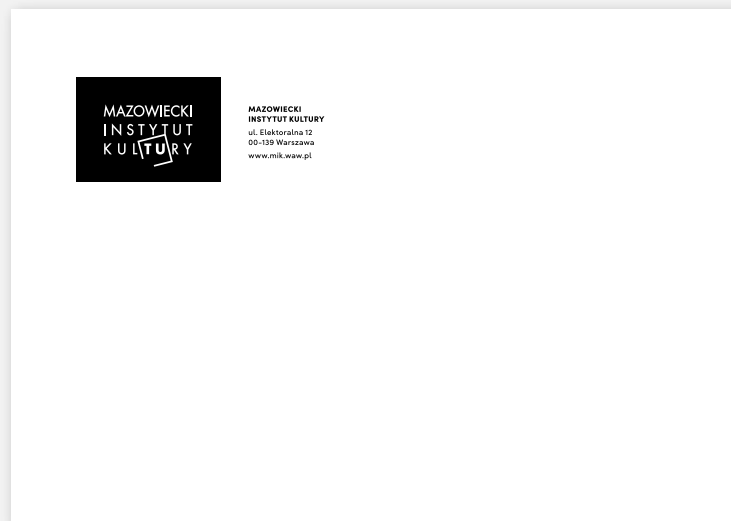 MAZOWIECKI
INSTYTUT
KULTURY
MAZOWIECKI
INSTYTUT KULTURY
ul. Elektoralna 12
00-139 Warszawa
www.mik.waw.pl